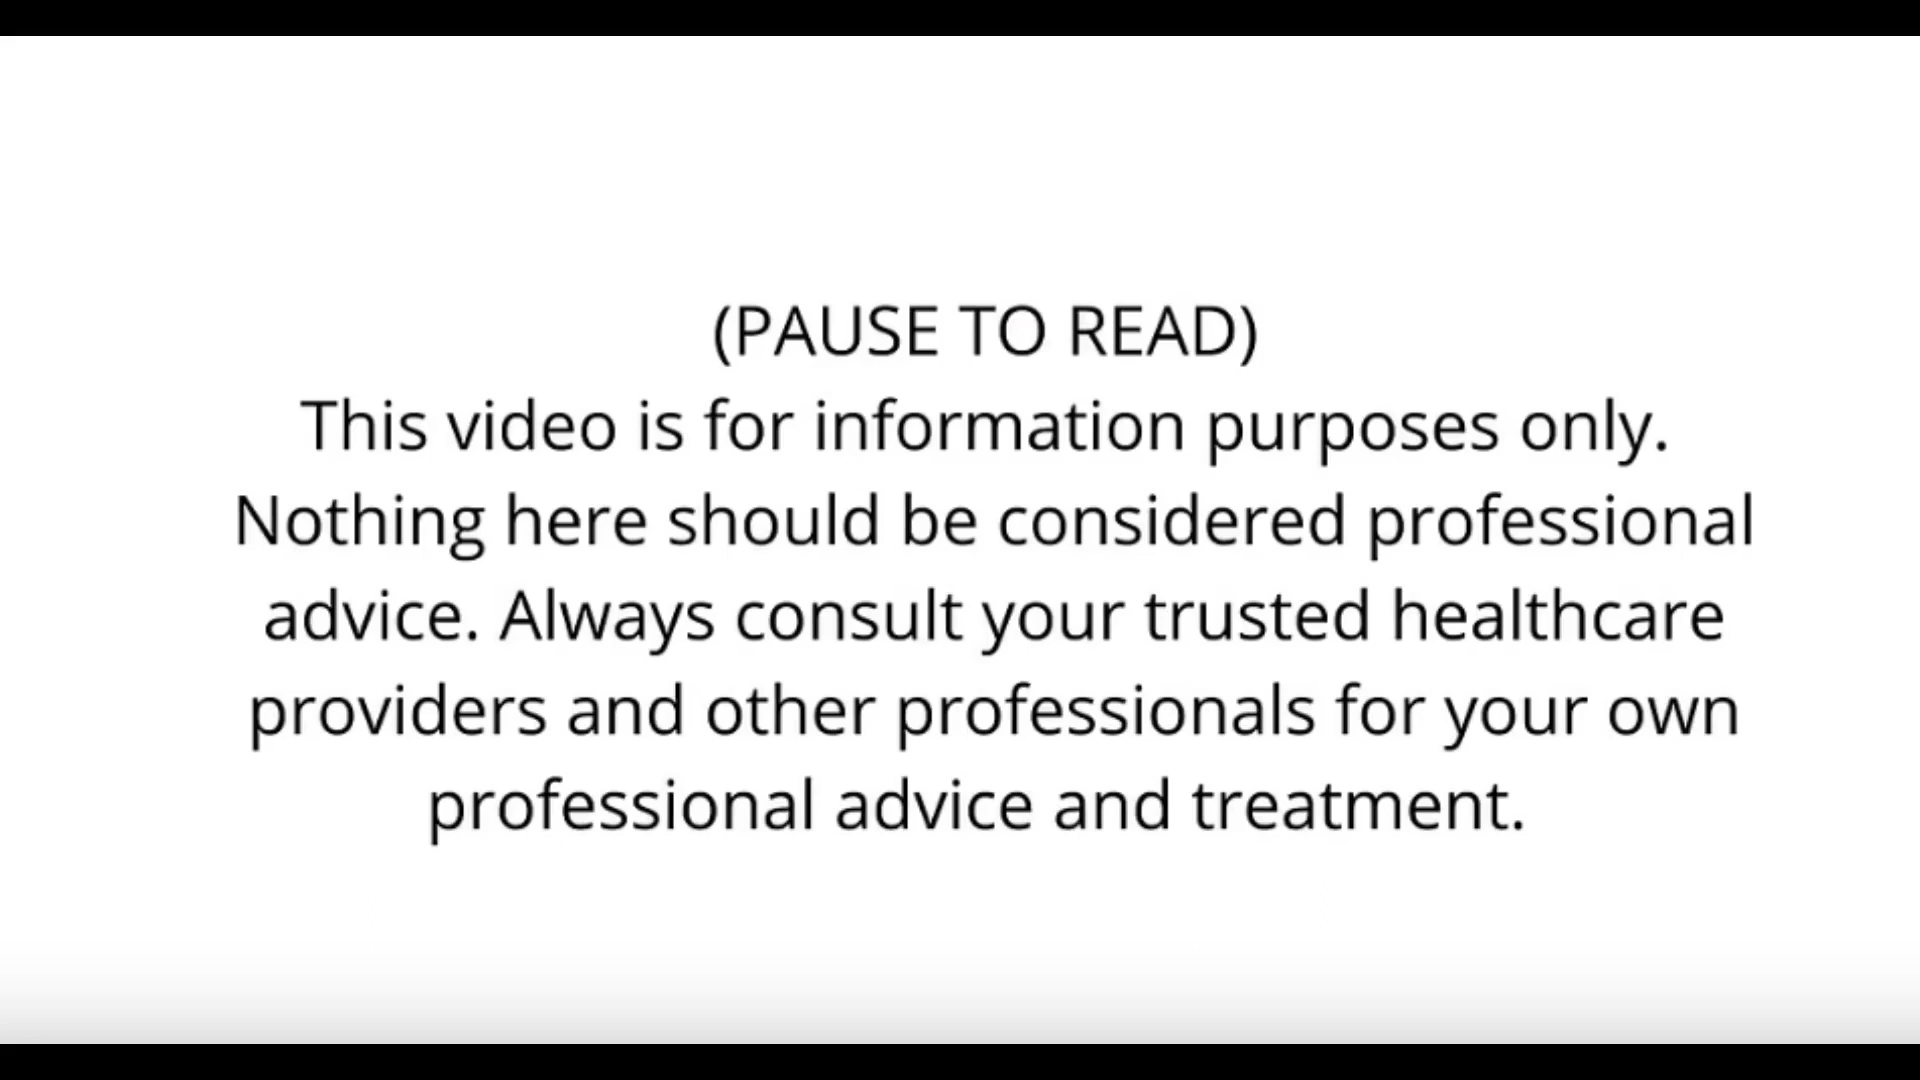 (PAUSE TO READ)
This video is for information purposes only.
Nothing here should be considered professional
advice. Always consult your trusted healthcare
providers and other professionals for your own
professional advice and treatment.